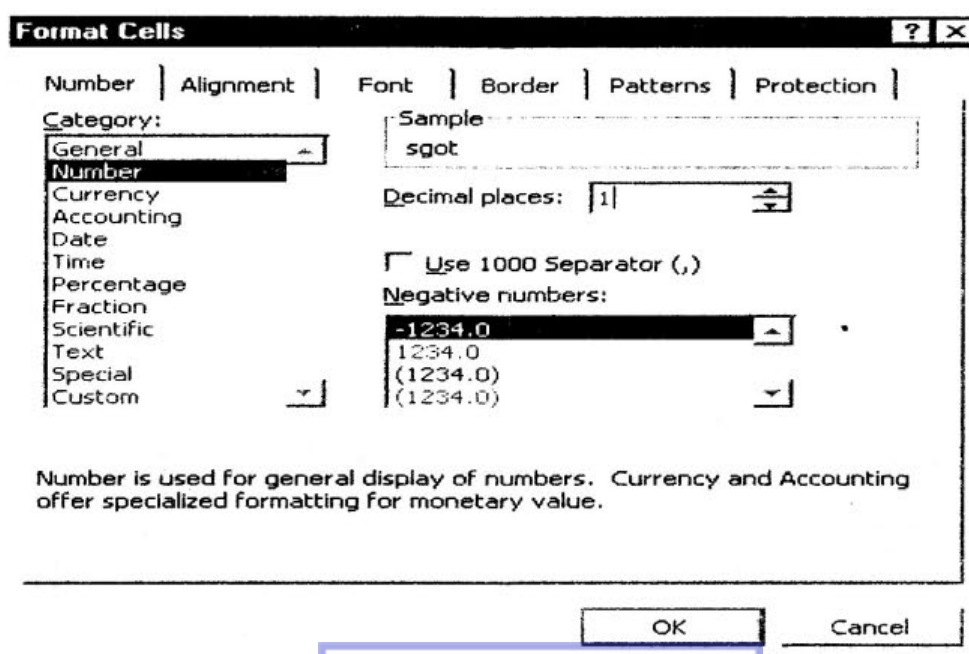 Format Cells
Number Alignment Font Border Patterns Protection
Category:
General
Number
Currency
Accounting
Date
Time
Percentage
Fraction
Scientific
Text
Special
Custom
Sample
sgot
Decimal places: 1
Use 1000 Separator (,)
Negative numbers:
-1234.0
1234.0
(1234.0)
(1234.0)
Number is used for general display of numbers. Currency and Accounting
offer specialized formatting for monetary value.
OK Cancel